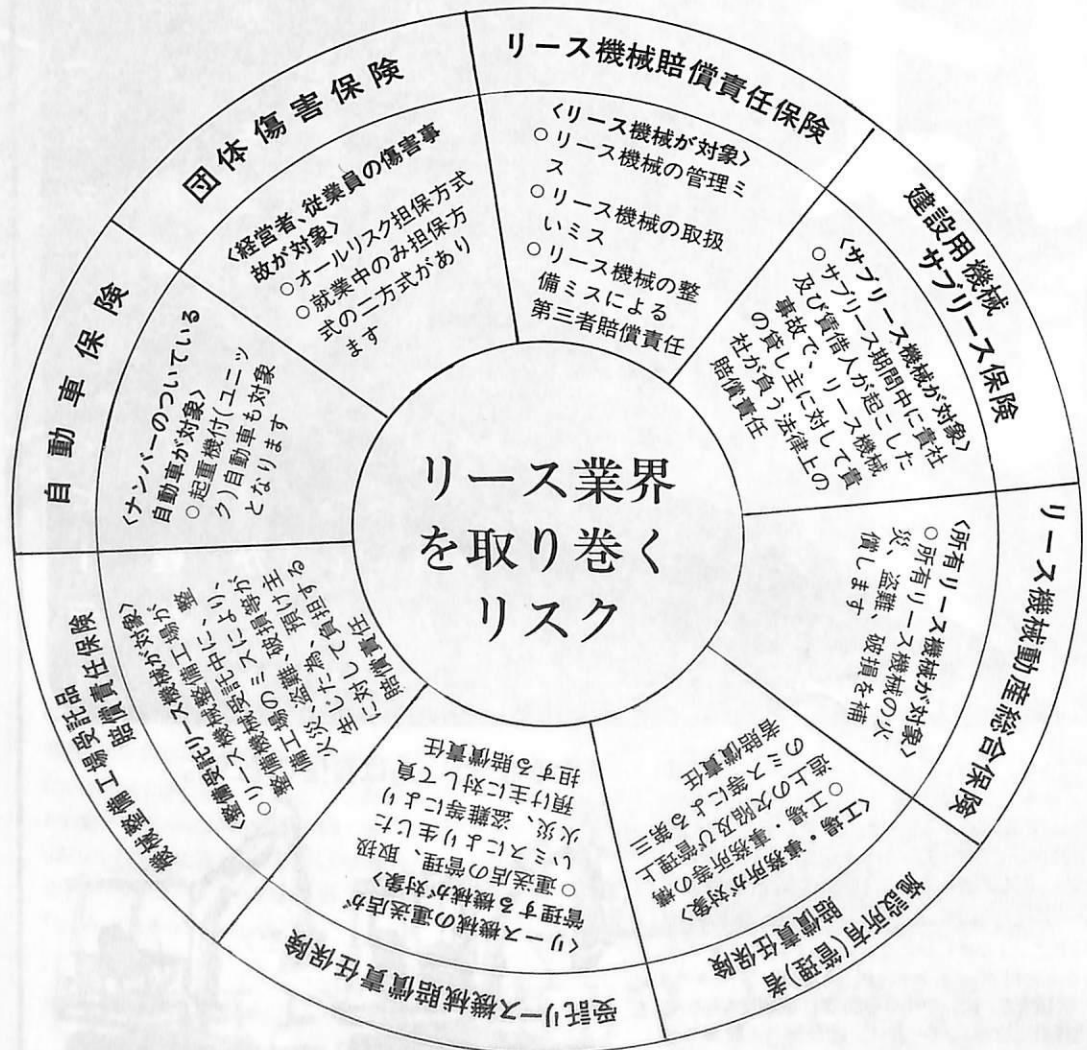 リース業界
を取り巻く
リスク
リース機械賠償責任保険
〈リース機械が対象〉
○リース機械の管理ミ
ス
○リース機械の取扱
いミス
○リース機械の整
備ミスによる
第三者賠償責任
建設用機械
サブリース保険
〈サブリース機械が対象〉
○サブリース期間中に貴社
及び賃借人が起こした
事故で、リース機械
の貸し主に対して貴
社が負う法律上の
賠償責任
リース機械動産総合保険
〈所有リース機械が対象〉
○所有リース機械の火
災、盗難、破損を補
償します
施設所有(管理)者
賠償責任保険
〈工場・事務所が対象〉
○工場・事務所等の構
造上の欠陥及び管理上
のミス等による第三
者賠償責任
受託リース機械賠償責任保険
〈リース機械の運送店が
管理する機械が対象〉
○運送店の管理、取扱
いミスにより生じた
火災、盗難等により
預け主に対して負
担する賠償責任
機械整備工場受託品
賠償責任保険
〈整備受託リース機械が対象〉
○リース機械整備工場が
整備機械受託中に、整
備工場のミスにより、
火災、盗難、破損等が
生じたため、預け主
に対して負担する
賠償責任
自動車保険
〈ナンバーのついている
自動車が対象〉
○起重機付(ユニッ
ク)自動車も対象
となります
団体傷害保険
〈経営者、従業員の傷害事
故が対象〉
○オールリスク担保方式
○就業中のみ担保方
式の二方式があり
ます